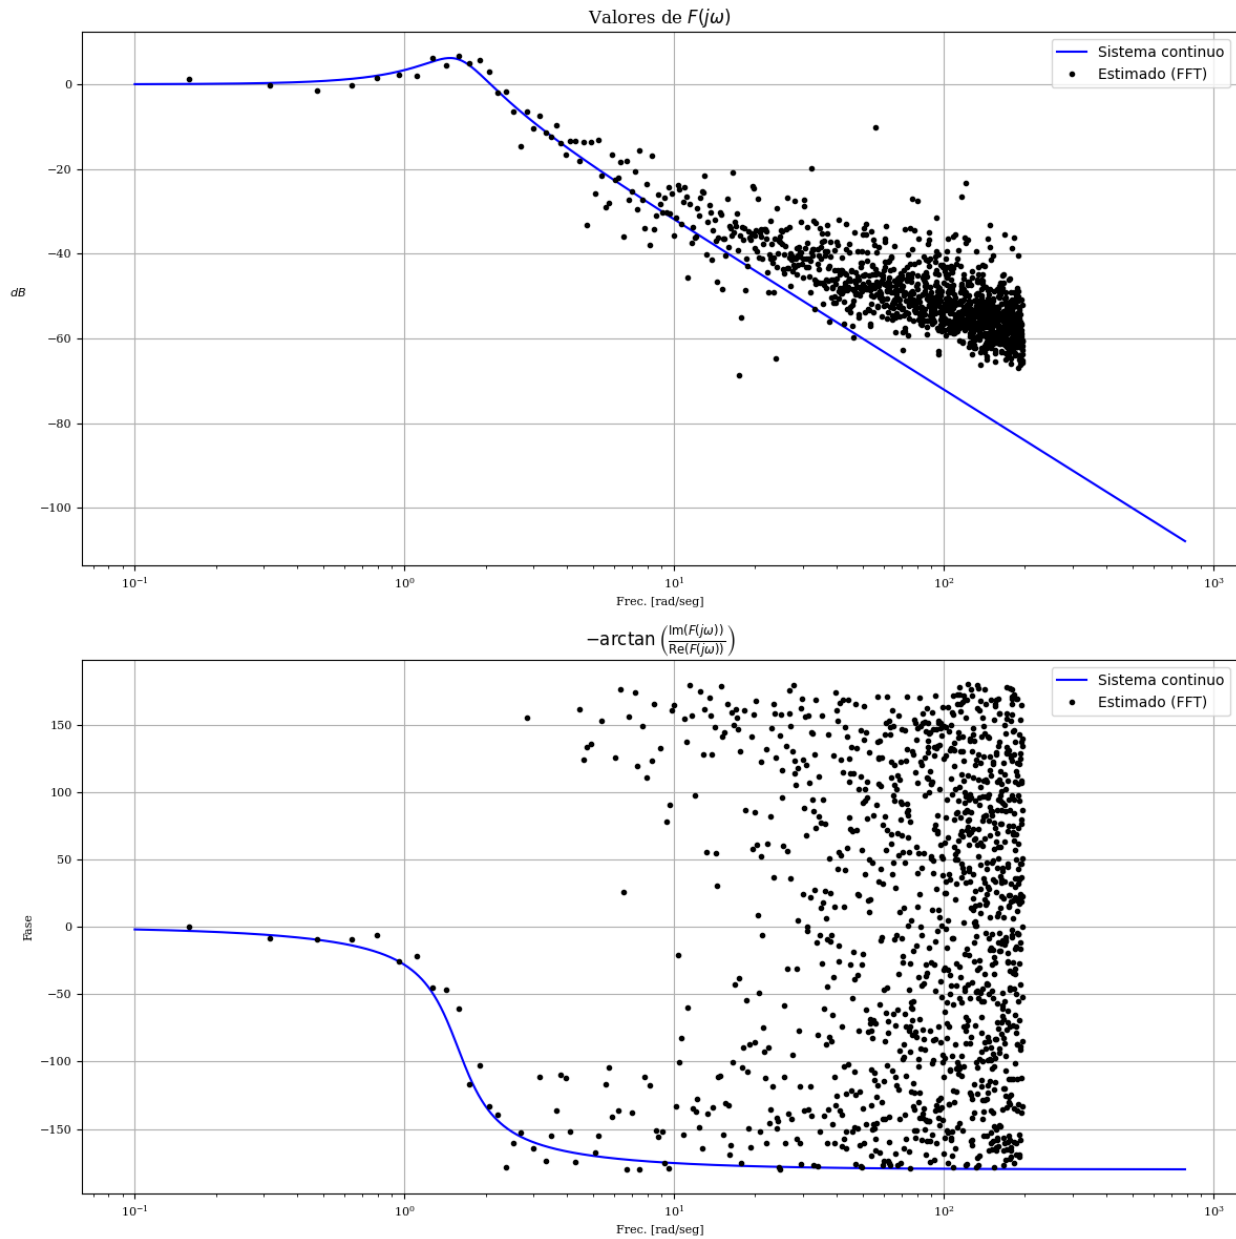 Valores de F(jω)
Sistema continuo
Estimado (FFT)
0
−20
−40
dB
−60
−80
−100
10⁻¹
10⁰
10¹
10²
10³
Frec. [rad/seg]
−arctan (Im(F(jω))/Re(F(jω)))
Sistema continuo
Estimado (FFT)
150
100
50
0
Fase
−50
−100
−150
10⁻¹
10⁰
10¹
10²
10³
Frec. [rad/seg]